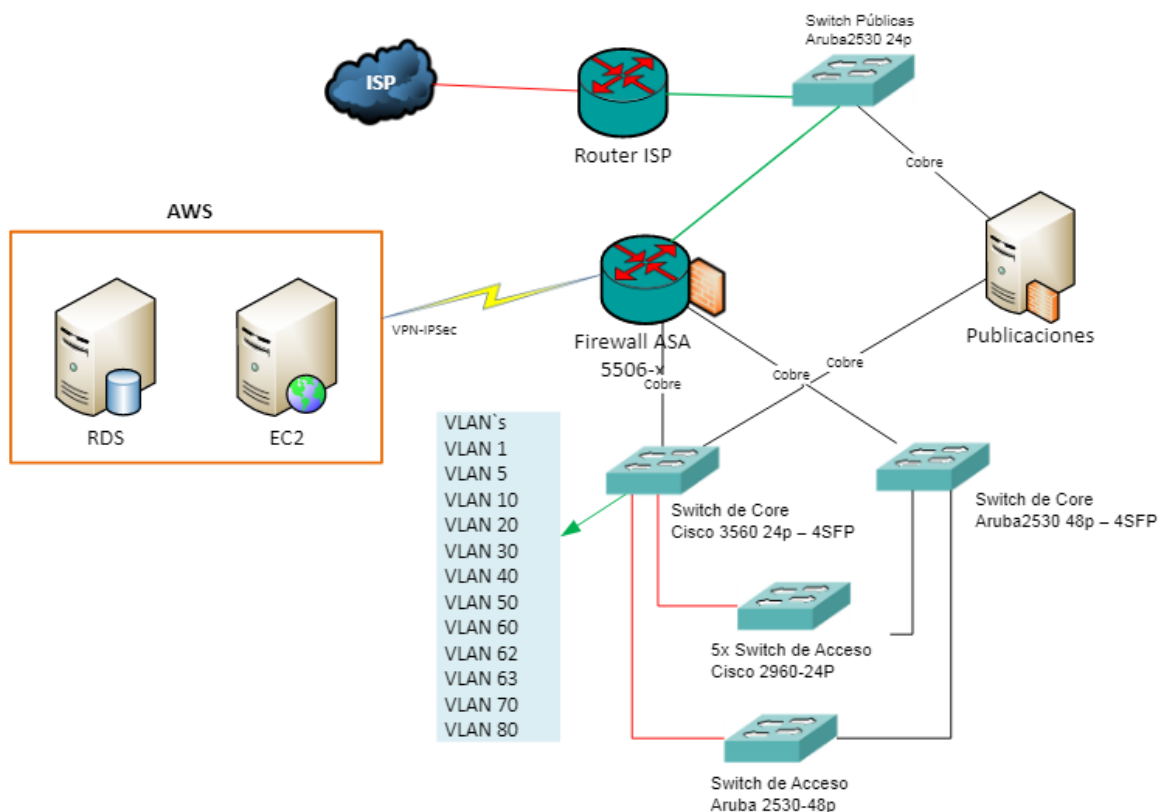 Switch Públicas
Aruba2530 24p
ISP
Router ISP
Cobre
AWS
VPN-IPSec
RDS
EC2
Firewall ASA
5506-x
Publicaciones
Cobre
Cobre
Cobre
VLAN`s
VLAN 1
VLAN 5
VLAN 10
VLAN 20
VLAN 30
VLAN 40
VLAN 50
VLAN 60
VLAN 62
VLAN 63
VLAN 70
VLAN 80
Switch de Core
Cisco 3560 24p – 4SFP
Switch de Core
Aruba2530 48p – 4SFP
5x Switch de Acceso
Cisco 2960-24P
Switch de Acceso
Aruba 2530-48p